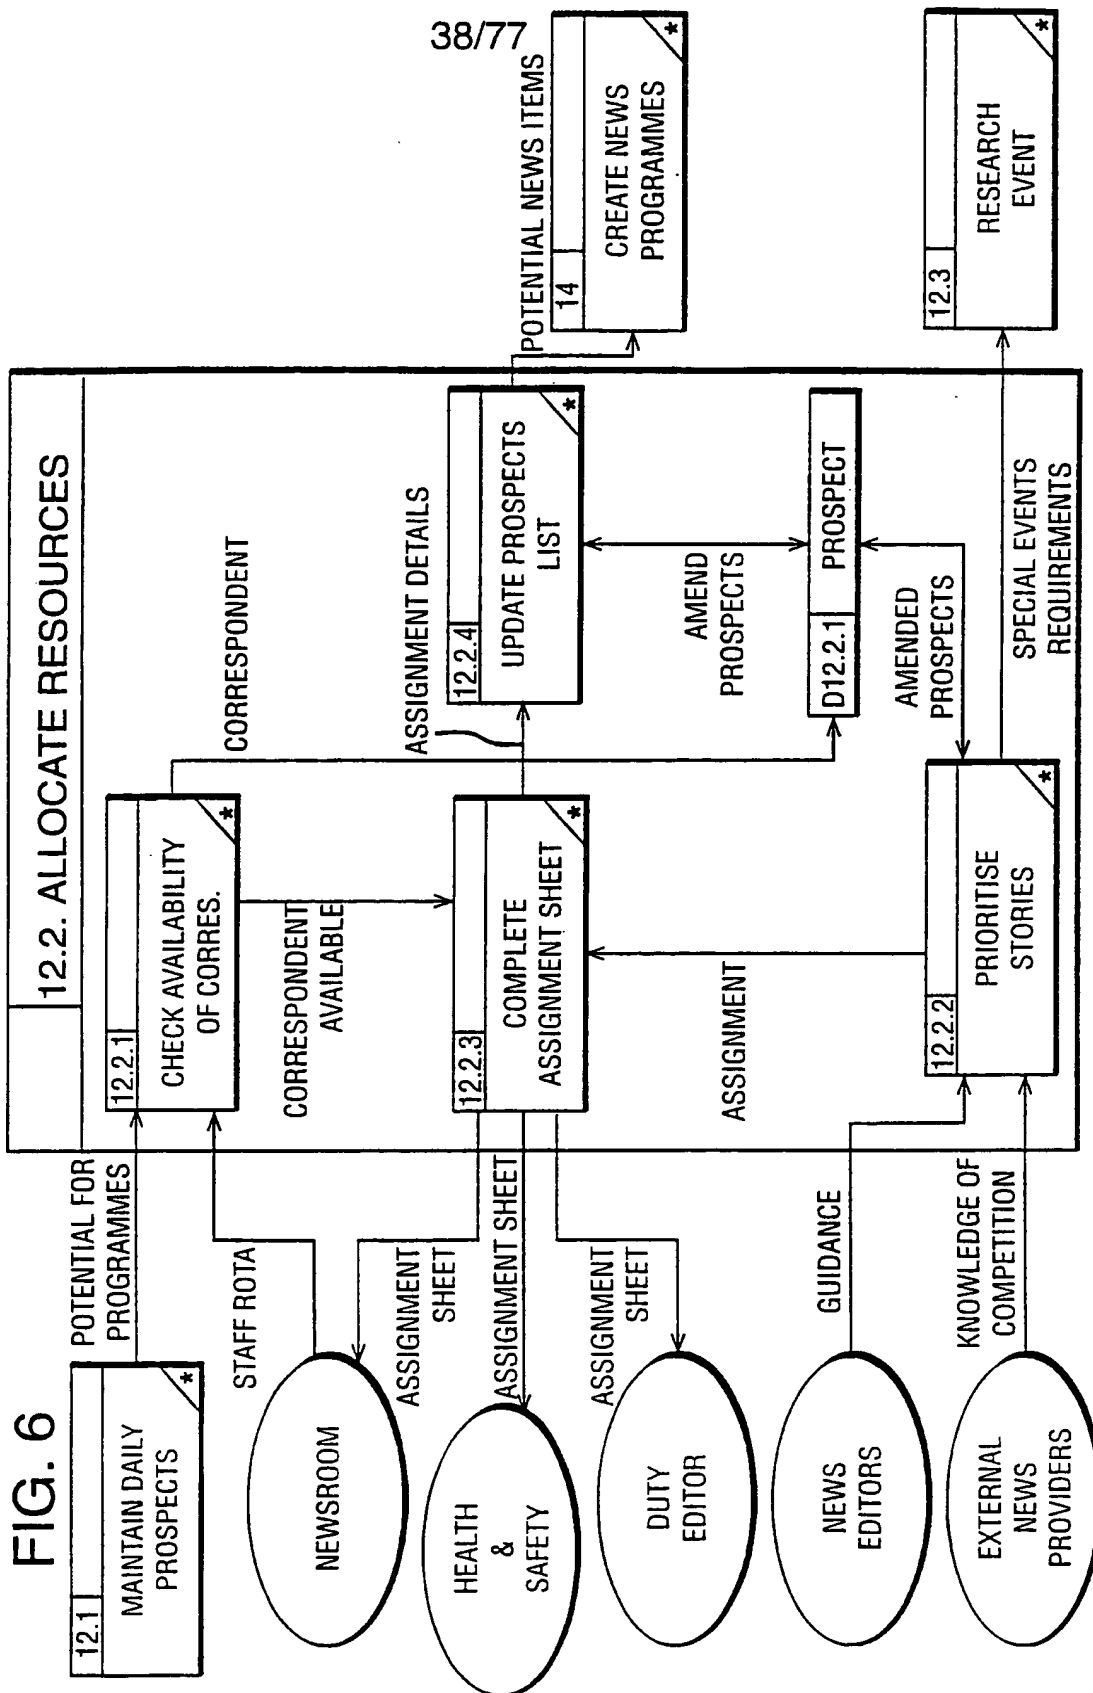 38/77
FIG. 6
12.2. ALLOCATE RESOURCES
12.1
MAINTAIN DAILY
PROSPECTS
POTENTIAL FOR
PROGRAMMES
12.2.1
CHECK AVAILABILITY
OF CORRES.
*
*
CORRESPONDENT
NEWSROOM
STAFF ROTA
ASSIGNMENT
SHEET
CORRESPONDENT
AVAILABLE
HEALTH
&
SAFETY
ASSIGNMENT SHEET
12.2.3
COMPLETE
ASSIGNMENT SHEET
*
ASSIGNMENT DETAILS
12.2.4
UPDATE PROSPECTS
LIST
*
POTENTIAL NEWS ITEMS
14
CREATE NEWS
PROGRAMMES
*
DUTY
EDITOR
ASSIGNMENT
SHEET
ASSIGNMENT
AMEND
PROSPECTS
D12.2.1
PROSPECT
NEWS
EDITORS
GUIDANCE
AMENDED
PROSPECTS
EXTERNAL
NEWS
PROVIDERS
KNOWLEDGE OF
COMPETITION
12.2.2
PRIORITISE
STORIES
*
SPECIAL EVENTS
REQUIREMENTS
12.3
RESEARCH
EVENT
*